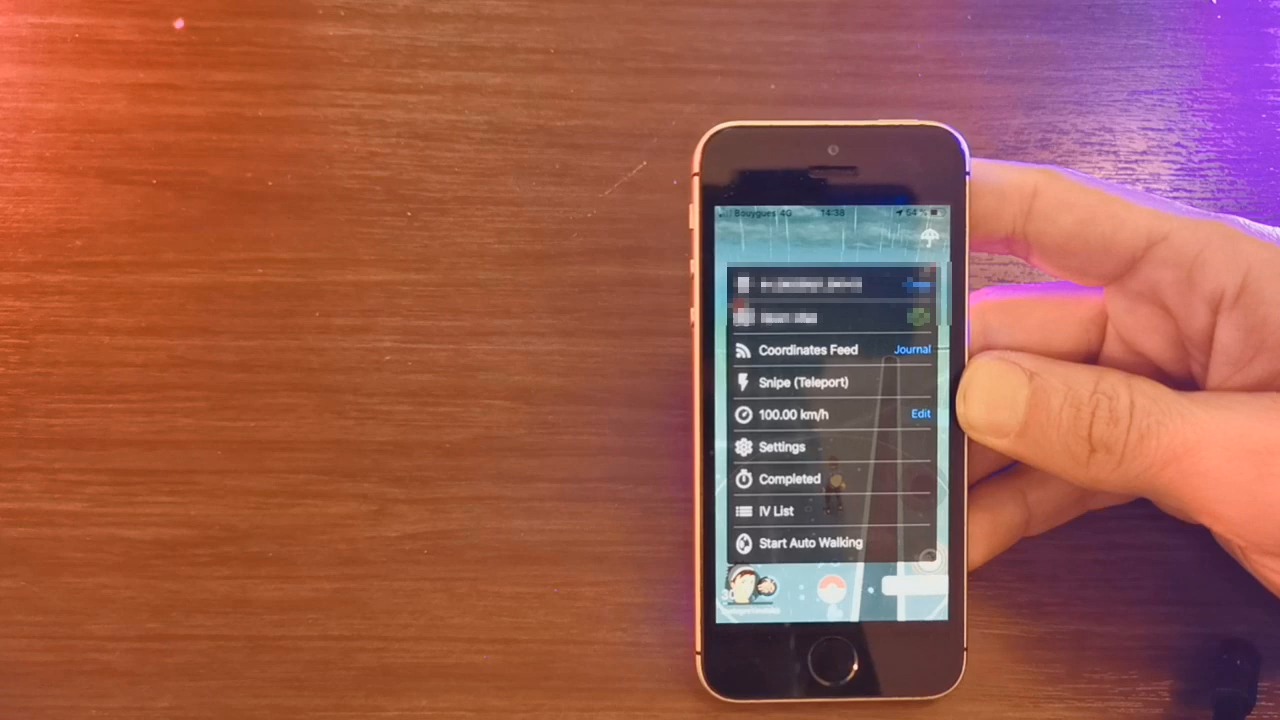 Bouygues 4G 14:38 54 %
Coordinates Feed Journal
Snipe (Teleport)
100.00 km/h Edit
Settings
Completed
IV List
Start Auto Walking